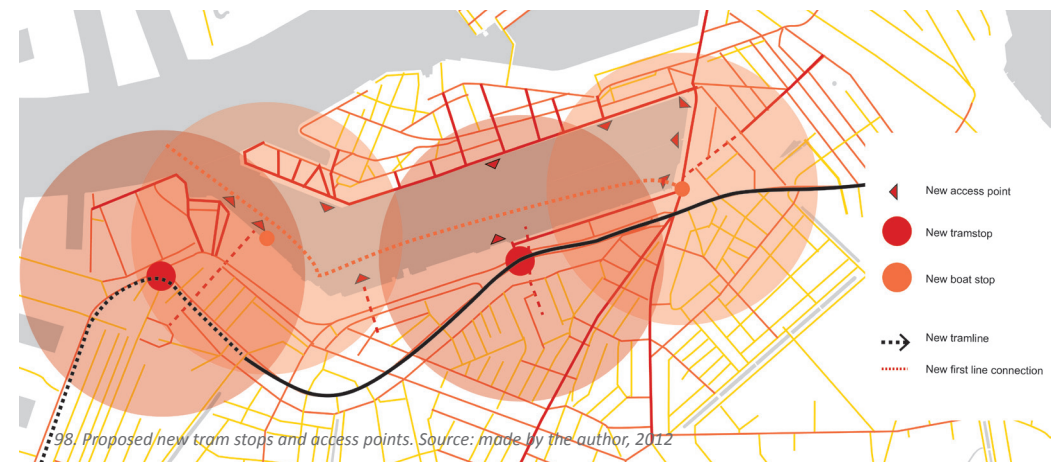 New access point
New tramstop
New boat stop
New tramline
New first line connection
98. Proposed new tram stops and access points. Source: made by the author, 2012